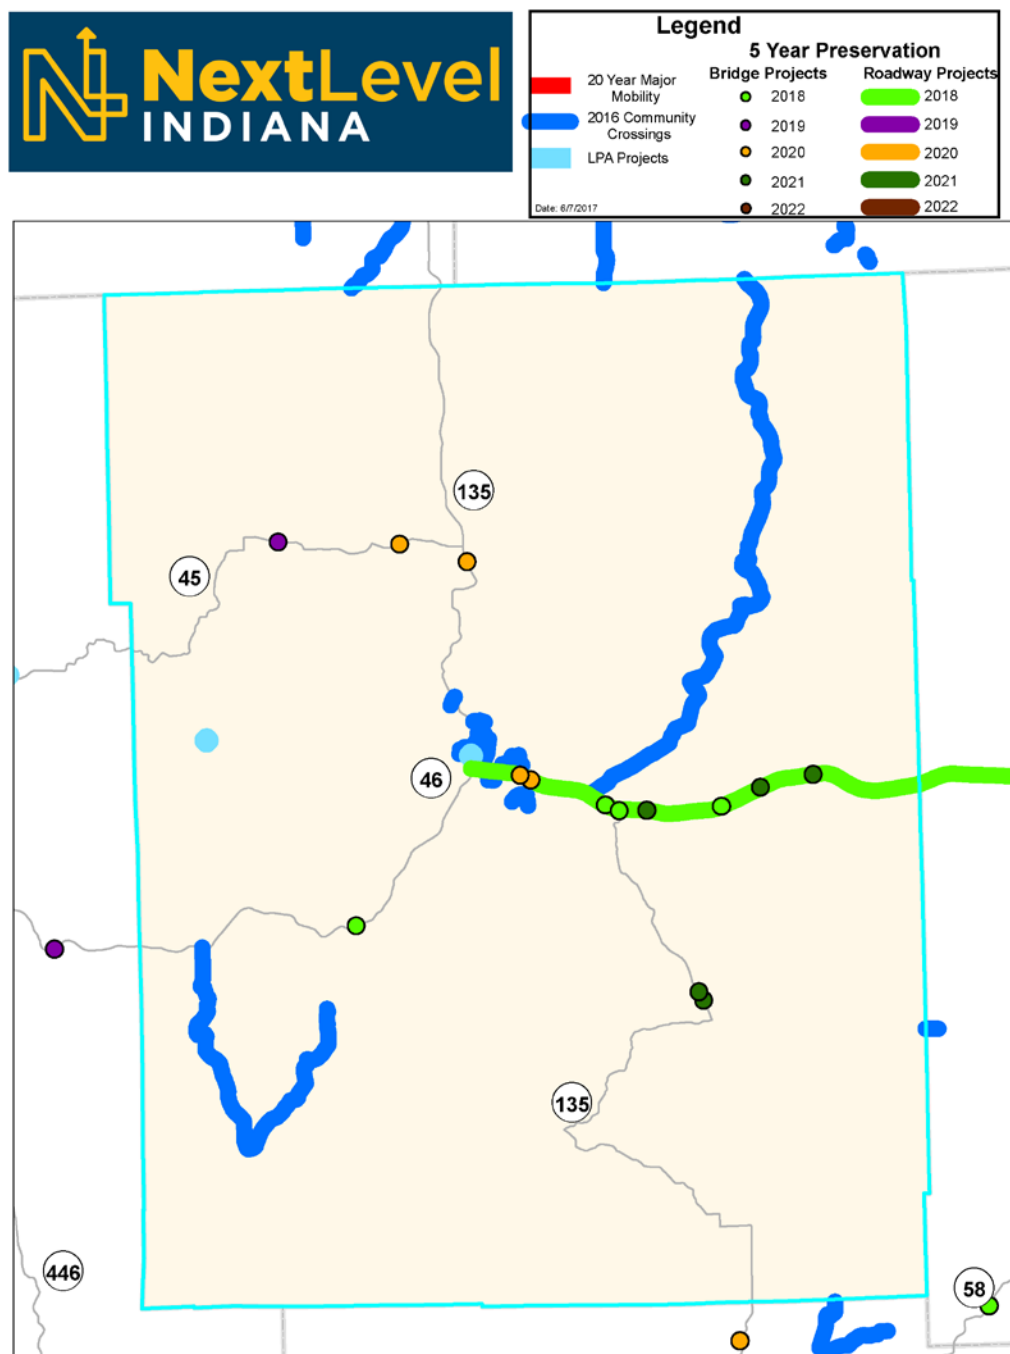 NextLevel
INDIANA
Legend
5 Year Preservation
20 Year Major
Mobility
2016 Community
Crossings
LPA Projects
Bridge Projects
2018
2019
2020
2021
2022
Roadway Projects
2018
2019
2020
2021
2022
Date: 6/7/2017
135
45
46
135
446
58